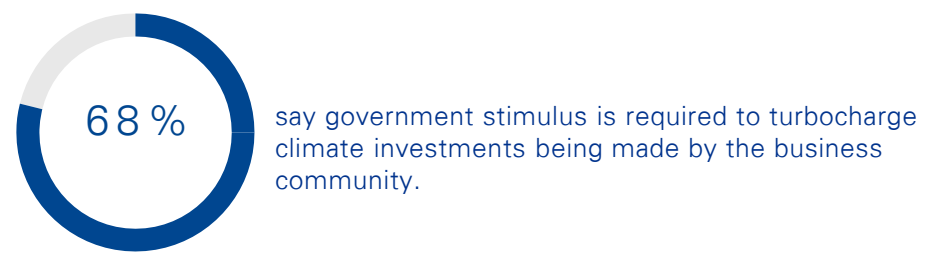 68%
say government stimulus is required to turbocharge
climate investments being made by the business
community.